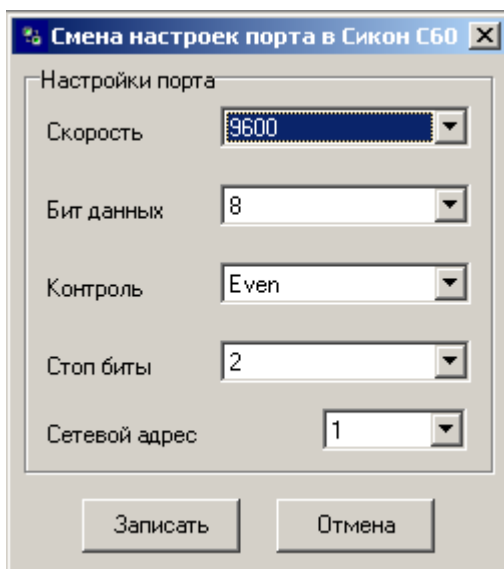 Смена настроек порта в Сикон С60
Настройки порта
Скорость 9600
Бит данных 8
Контроль Even
Стоп биты 2
Сетевой адрес 1
Записать Отмена